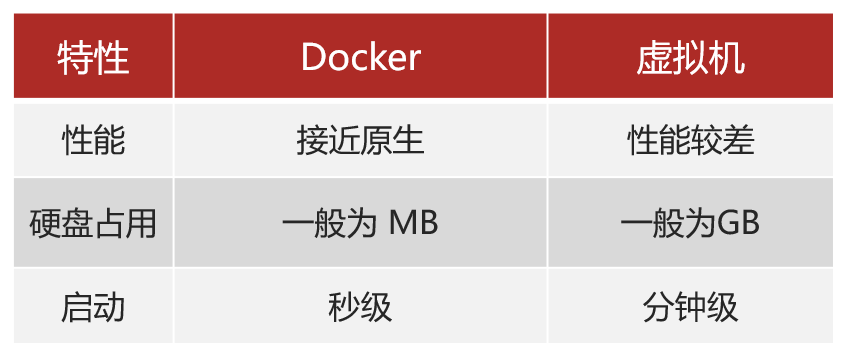 特性 Docker 虚拟机
性能 接近原生 性能较差
硬盘占用 一般为 MB 一般为GB
启动 秒级 分钟级